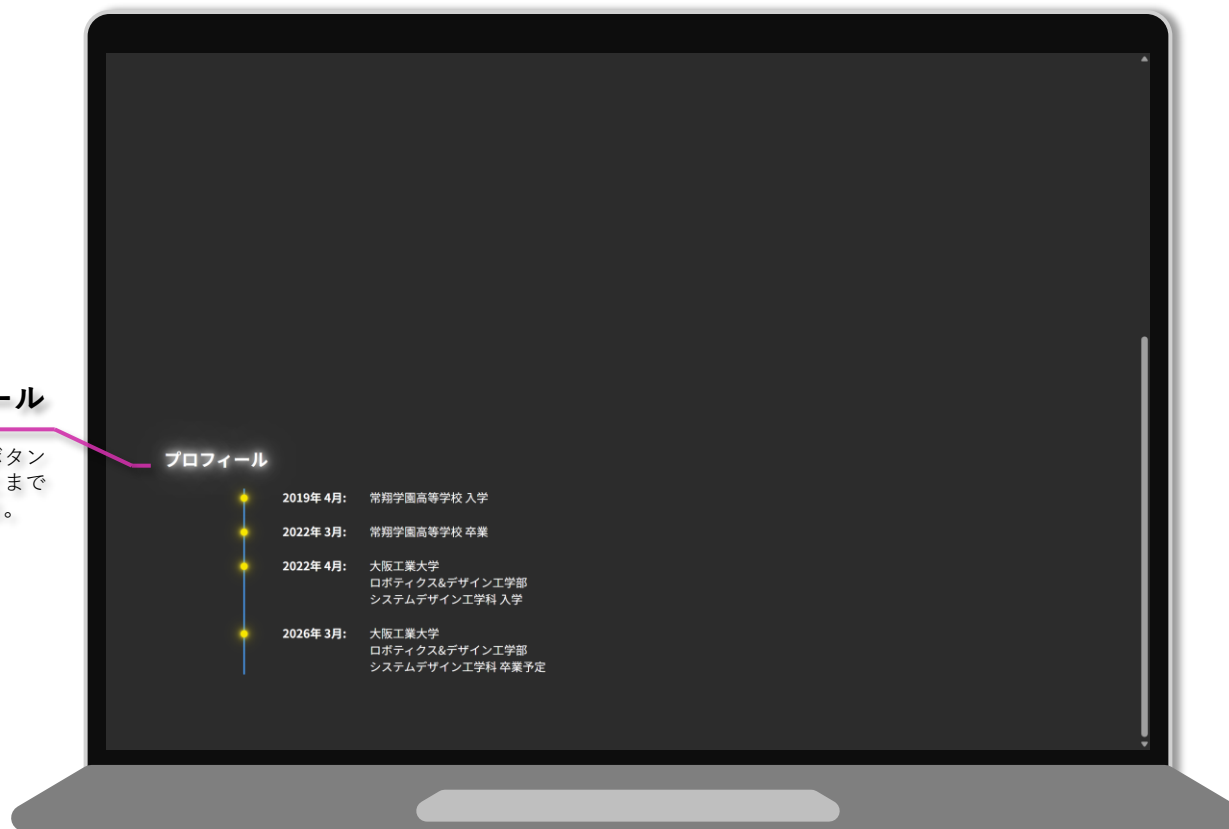 ール
ボタン
まで
。
プロフィール
2019年 4月: 常翔学園高等学校 入学
2022年 3月: 常翔学園高等学校 卒業
2022年 4月: 大阪工業大学
ロボティクス&デザイン工学部
システムデザイン工学科 入学
2026年 3月: 大阪工業大学
ロボティクス&デザイン工学部
システムデザイン工学科 卒業予定